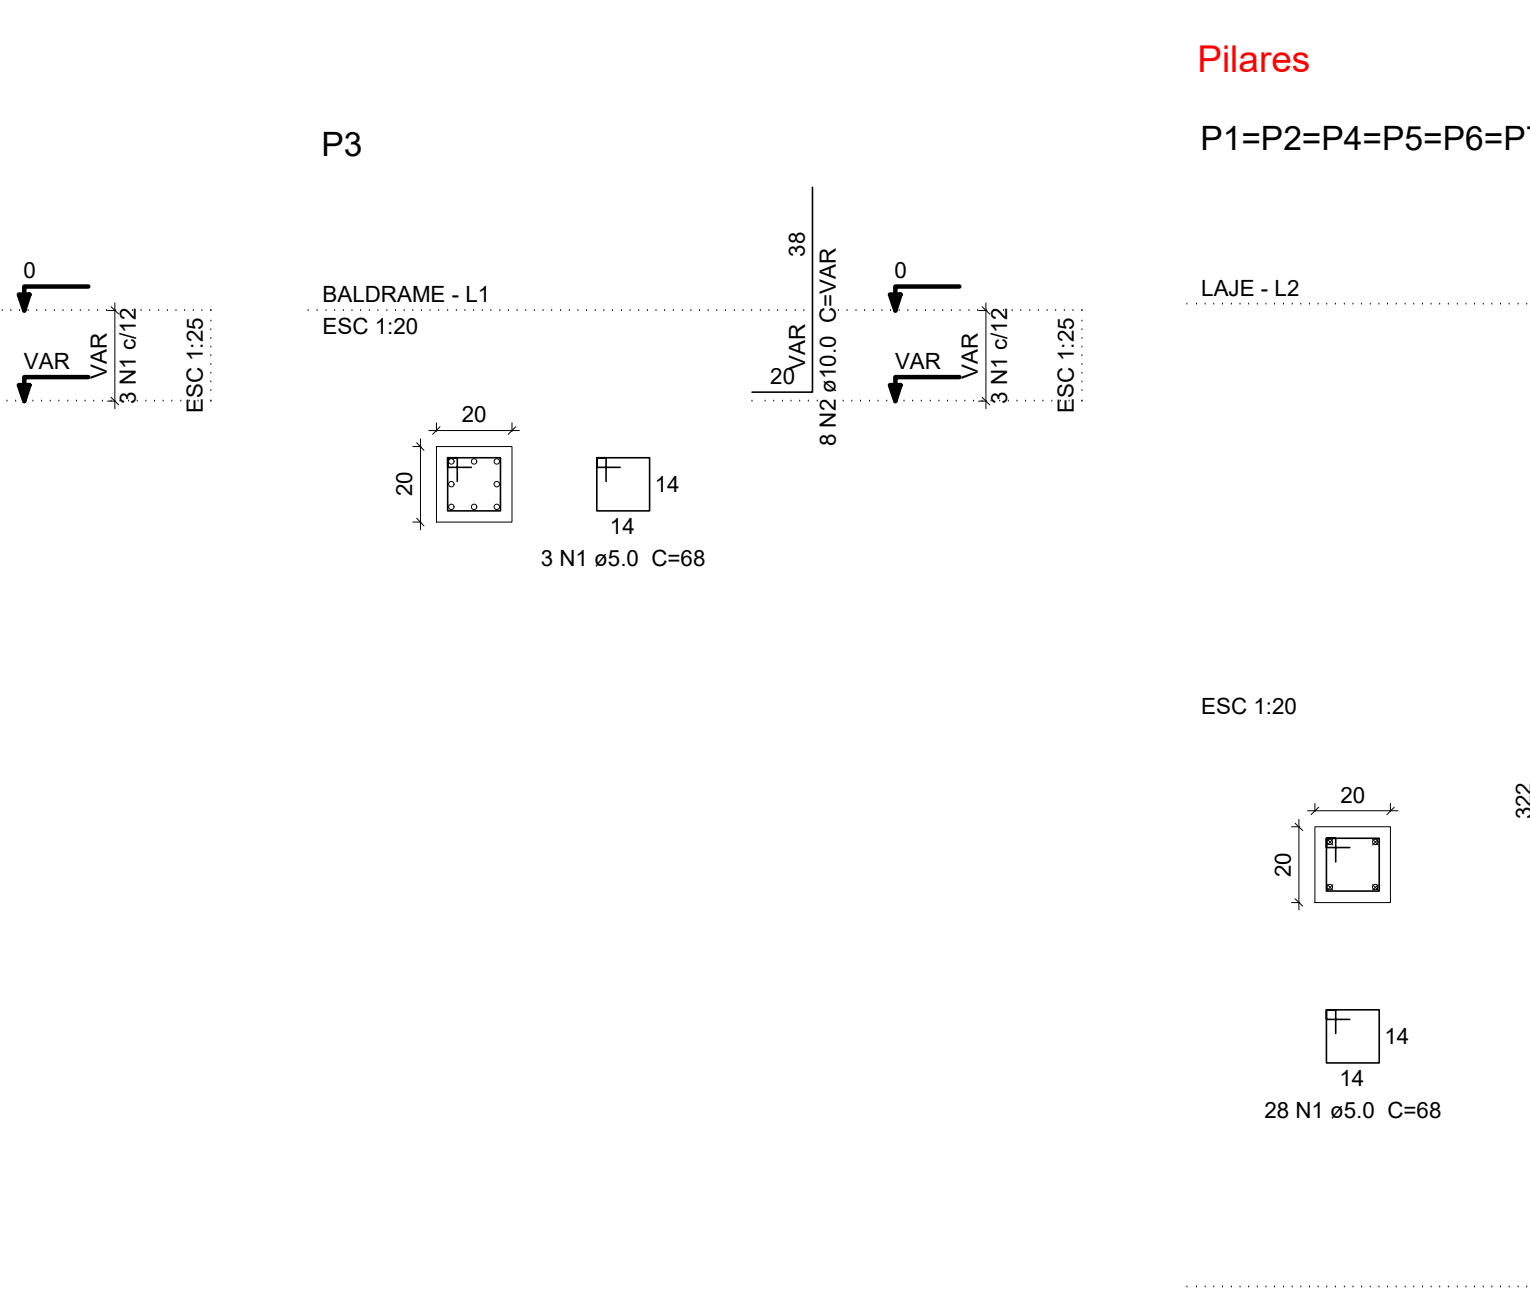 Pilares
P3
P1=P2=P4=P5=P6=P7
0
VAR
VAR
3 N1 c/12
ESC 1:25
BALDRAME - L1
ESC 1:20
38
VAR
20
8 N2 ø10.0 C=VAR
0
VAR
VAR
3 N1 c/12
ESC 1:25
LAJE - L2
20
20
14
14
3 N1 ø5.0 C=68
ESC 1:20
20
20
322
14
14
28 N1 ø5.0 C=68